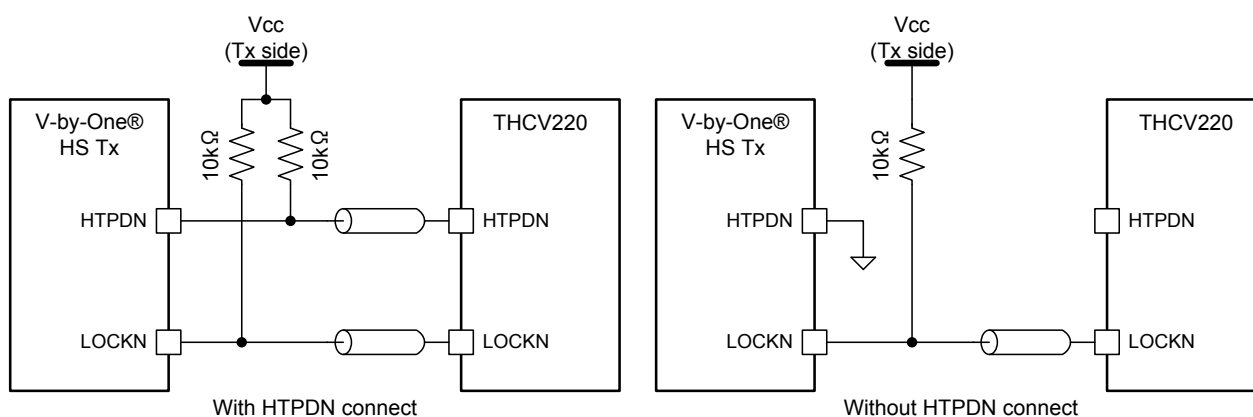 Vcc
(Tx side)
V-by-One®
HS Tx
10kΩ
10kΩ
THCV220
HTPDN
HTPDN
LOCKN
LOCKN
With HTPDN connect
Vcc
(Tx side)
V-by-One®
HS Tx
10kΩ
THCV220
HTPDN
HTPDN
LOCKN
LOCKN
Without HTPDN connect